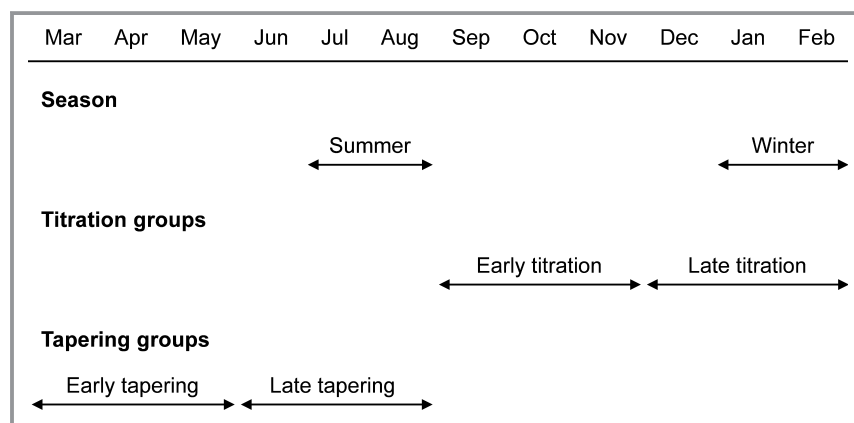 Mar Apr May Jun Jul Aug Sep Oct Nov Dec Jan Feb
Season
Summer Winter
Titration groups
Early titration Late titration
Tapering groups
Early tapering Late tapering